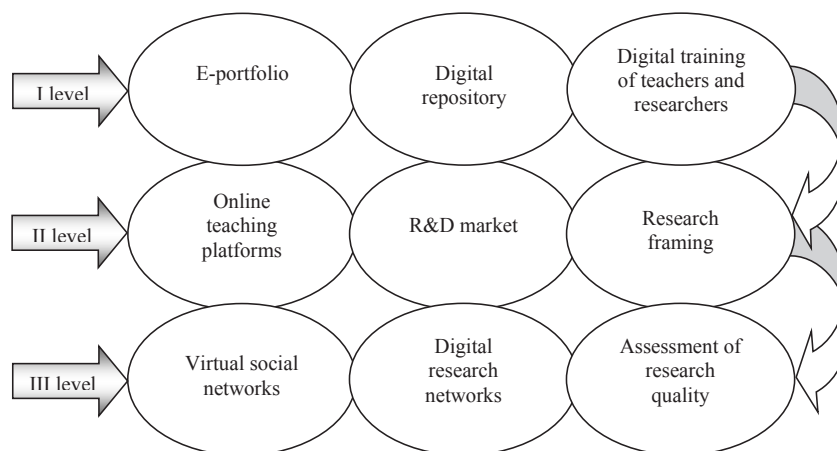 I level
E-portfolio
Digital
repository
Digital training
of teachers and
researchers
II level
Online
teaching
platforms
R&D market
Research
framing
III level
Virtual social
networks
Digital
research
networks
Assessment of
research
quality